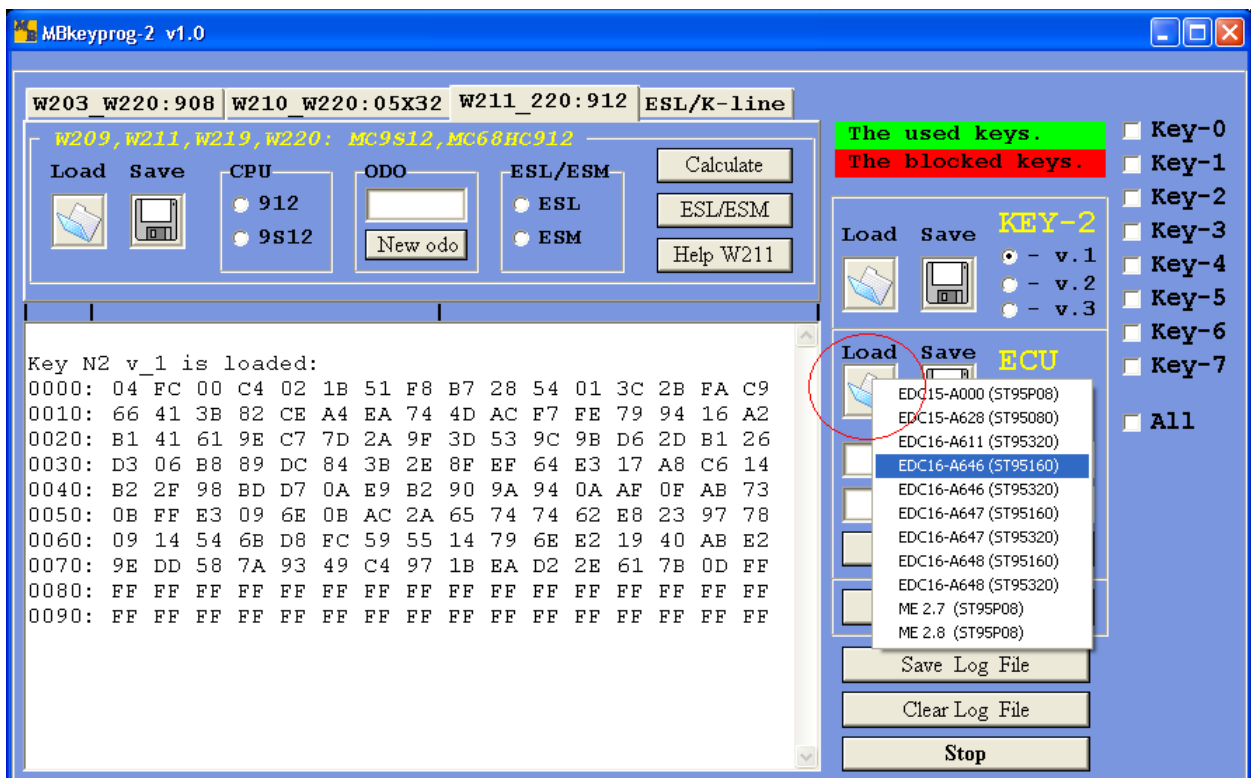 MBkeyprog-2 v1.0
W203_W220:908 W210_W220:05X32 W211_220:912 ESL/K-line
W209,W211,W219,W220: MC9S12,MC68HC912
Load Save CPU ODO ESL/ESM Calculate
912 ESL ESL/ESM
9S12 New odo ESM Help W211
The used keys.
The blocked keys.
Key-0
Key-1
Key-2
Key-3
Key-4
Key-5
Key-6
Key-7
All
Load Save KEY-2
- v.1
- v.2
- v.3
Load Save ECU
EDC15-A000 (ST95P08)
EDC15-A628 (ST95080)
EDC16-A611 (ST95320)
EDC16-A646 (ST95160)
EDC16-A646 (ST95320)
EDC16-A647 (ST95160)
EDC16-A647 (ST95320)
EDC16-A648 (ST95160)
EDC16-A648 (ST95320)
ME 2.7 (ST95P08)
ME 2.8 (ST95P08)
Save Log File
Clear Log File
Stop
Key N2 v_1 is loaded:
0000: 04 FC 00 C4 02 1B 51 F8 B7 28 54 01 3C 2B FA C9
0010: 66 41 3B 82 CE A4 EA 74 4D AC F7 FE 79 94 16 A2
0020: B1 41 61 9E C7 7D 2A 9F 3D 53 9C 9B D6 2D B1 26
0030: D3 06 B8 89 DC 84 3B 2E 8F EF 64 E3 17 A8 C6 14
0040: B2 2F 98 BD D7 0A E9 B2 90 9A 94 0A AF 0F AB 73
0050: 0B FF E3 09 6E 0B AC 2A 65 74 74 62 E8 23 97 78
0060: 09 14 54 6B D8 FC 59 55 14 79 6E E2 19 40 AB E2
0070: 9E DD 58 7A 93 49 C4 97 1B EA D2 2E 61 7B 0D FF
0080: FF FF FF FF FF FF FF FF FF FF FF FF FF FF FF FF
0090: FF FF FF FF FF FF FF FF FF FF FF FF FF FF FF FF